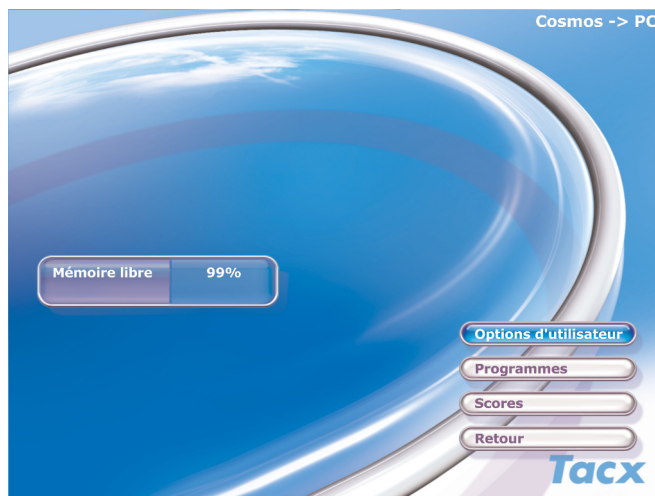 Cosmos -> PC
Mémoire libre 99%
Options d'utilisateur
Programmes
Scores
Retour
Tacx